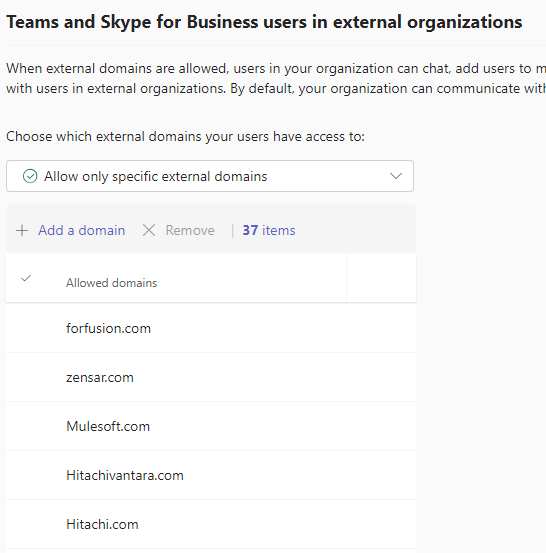 Teams and Skype for Business users in external organizations
When external domains are allowed, users in your organization can chat, add users to m
with users in external organizations. By default, your organization can communicate with
Choose which external domains your users have access to:
Allow only specific external domains
Add a domain Remove | 37 items
Allowed domains
forfusion.com
zensar.com
Mulesoft.com
Hitachivantara.com
Hitachi.com